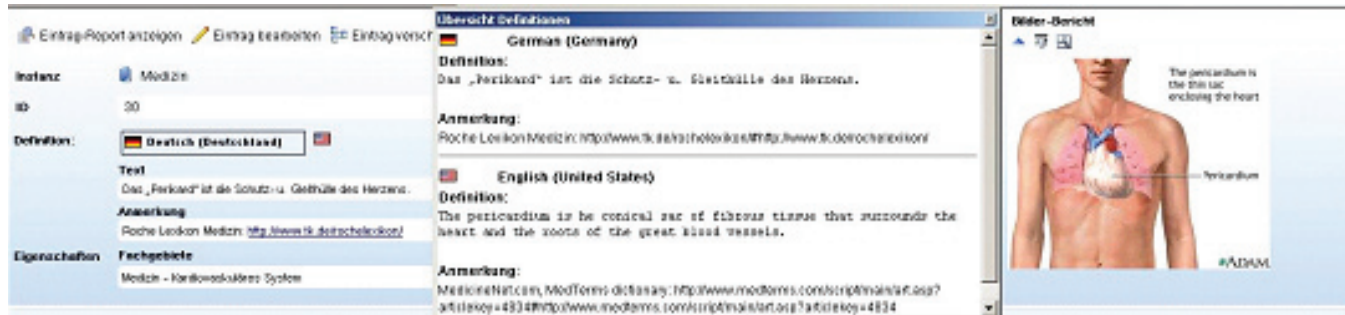 Eintrag-Report anzeigen Eintrag bearbeiten Eintrag versch
Instanz Medizin
ID 30
Definition: Deutsch (Deutschland)
Text
Das „Perikard“ ist die Schutz- u. Gleithülle des Herzens.
Anmerkung
Roche Lexikon Medizin: http://www.tk.de/rochelexikon/
Eigenschaften Fachgebiete
Medizin - Kardiovaskuläres System
Übersicht Definitionen
German (Germany)
Definition:
Das „Perikard“ ist die Schutz- u. Gleithülle des Herzens.
Anmerkung:
Roche Lexikon Medizin: http://www.tk.de/rochelexikon/#http://www.tk.de/rochelexikon/
English (United States)
Definition:
The pericardium is he conical sac of fibrous tissue that surrounds the
heart and the roots of the great blood vessels.
Anmerkung:
MedicineNet.com, MedTerms dictionary: http://www.medterms.com/script/main/art.asp?
articlekey=4834#http://www.medterms.com/script/main/art.asp?articlekey=4834
Bilder-Bericht
The pericardium is
the thin sac
enclosing the heart
Pericardium
ADAM